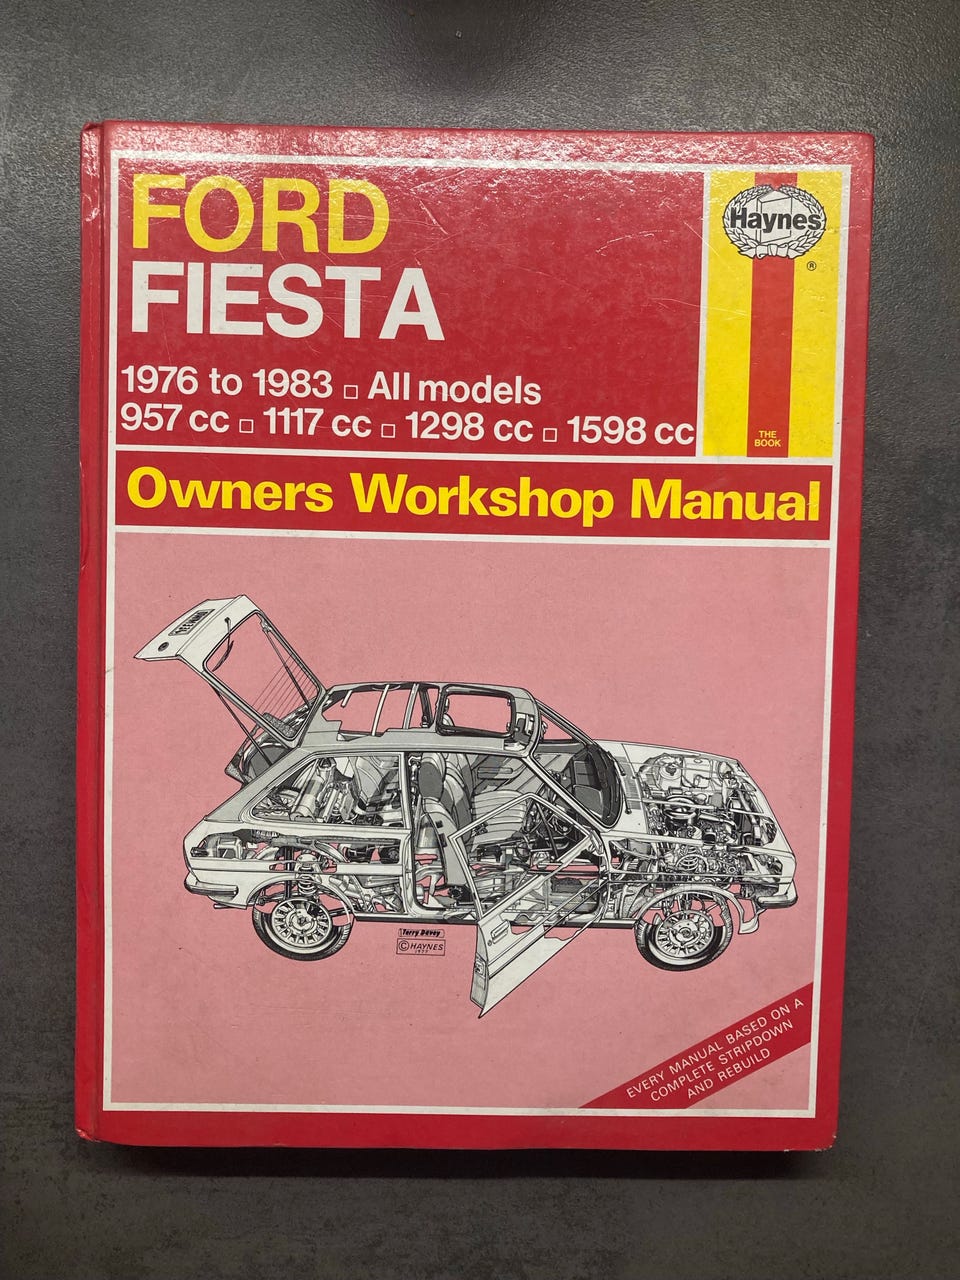 FORD
FIESTA
1976 to 1983 □ All models
957 cc □ 1117 cc □ 1298 cc □ 1598 cc
Haynes
®
THE
BOOK
Owners Workshop Manual
Terry Davey
© HAYNES
1977
EVERY MANUAL BASED ON A
COMPLETE STRIPDOWN
AND REBUILD